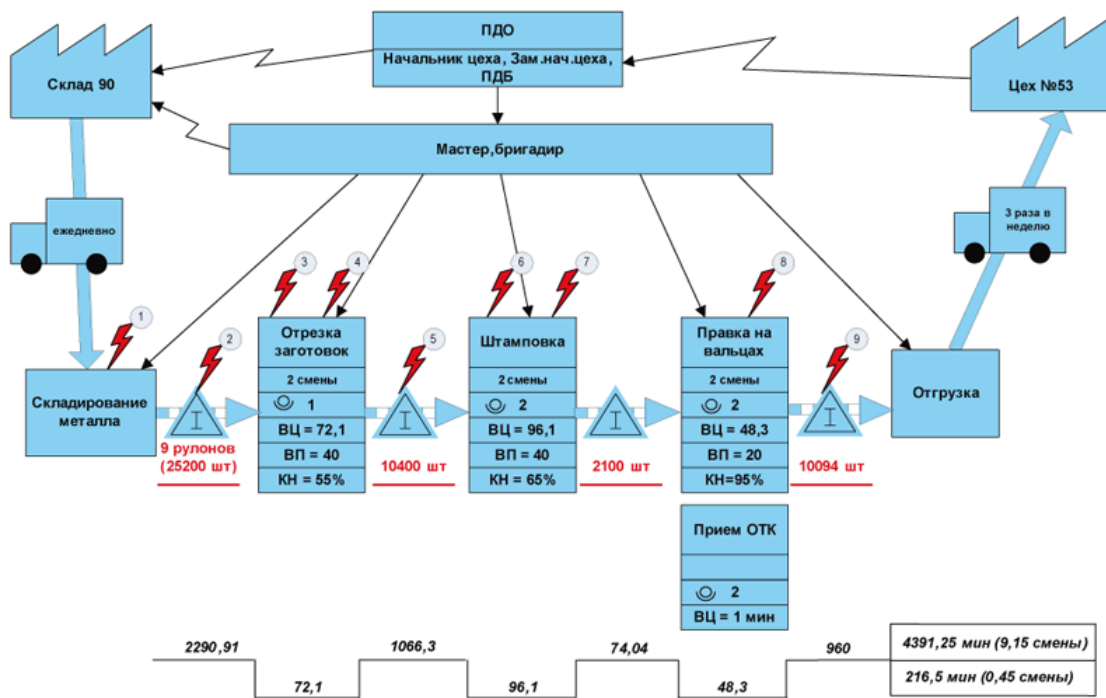 ПДО
Начальник цеха, Зам.нач.цеха,
ПДБ
Склад 90
Цех №53
Мастер,бригадир
ежедневно
3 раза в
неделю
3
4
6
7
8
1
2
5
9
Отрезка
заготовок
2 смены
1
ВЦ = 72,1
ВП = 40
КН = 55%
Штамповка
2 смены
2
ВЦ = 96,1
ВП = 40
КН = 65%
Правка на
вальцах
2 смены
2
ВЦ = 48,3
ВП = 20
КН=95%
Складирование
металла
Отгрузка
I
I
I
I
9 рулонов
(25200 шт)
10400 шт
2100 шт
10094 шт
Прием ОТК
2
ВЦ = 1 мин
2290,91
1066,3
74,04
960
4391,25 мин (9,15 смены)
72,1
96,1
48,3
216,5 мин (0,45 смены)